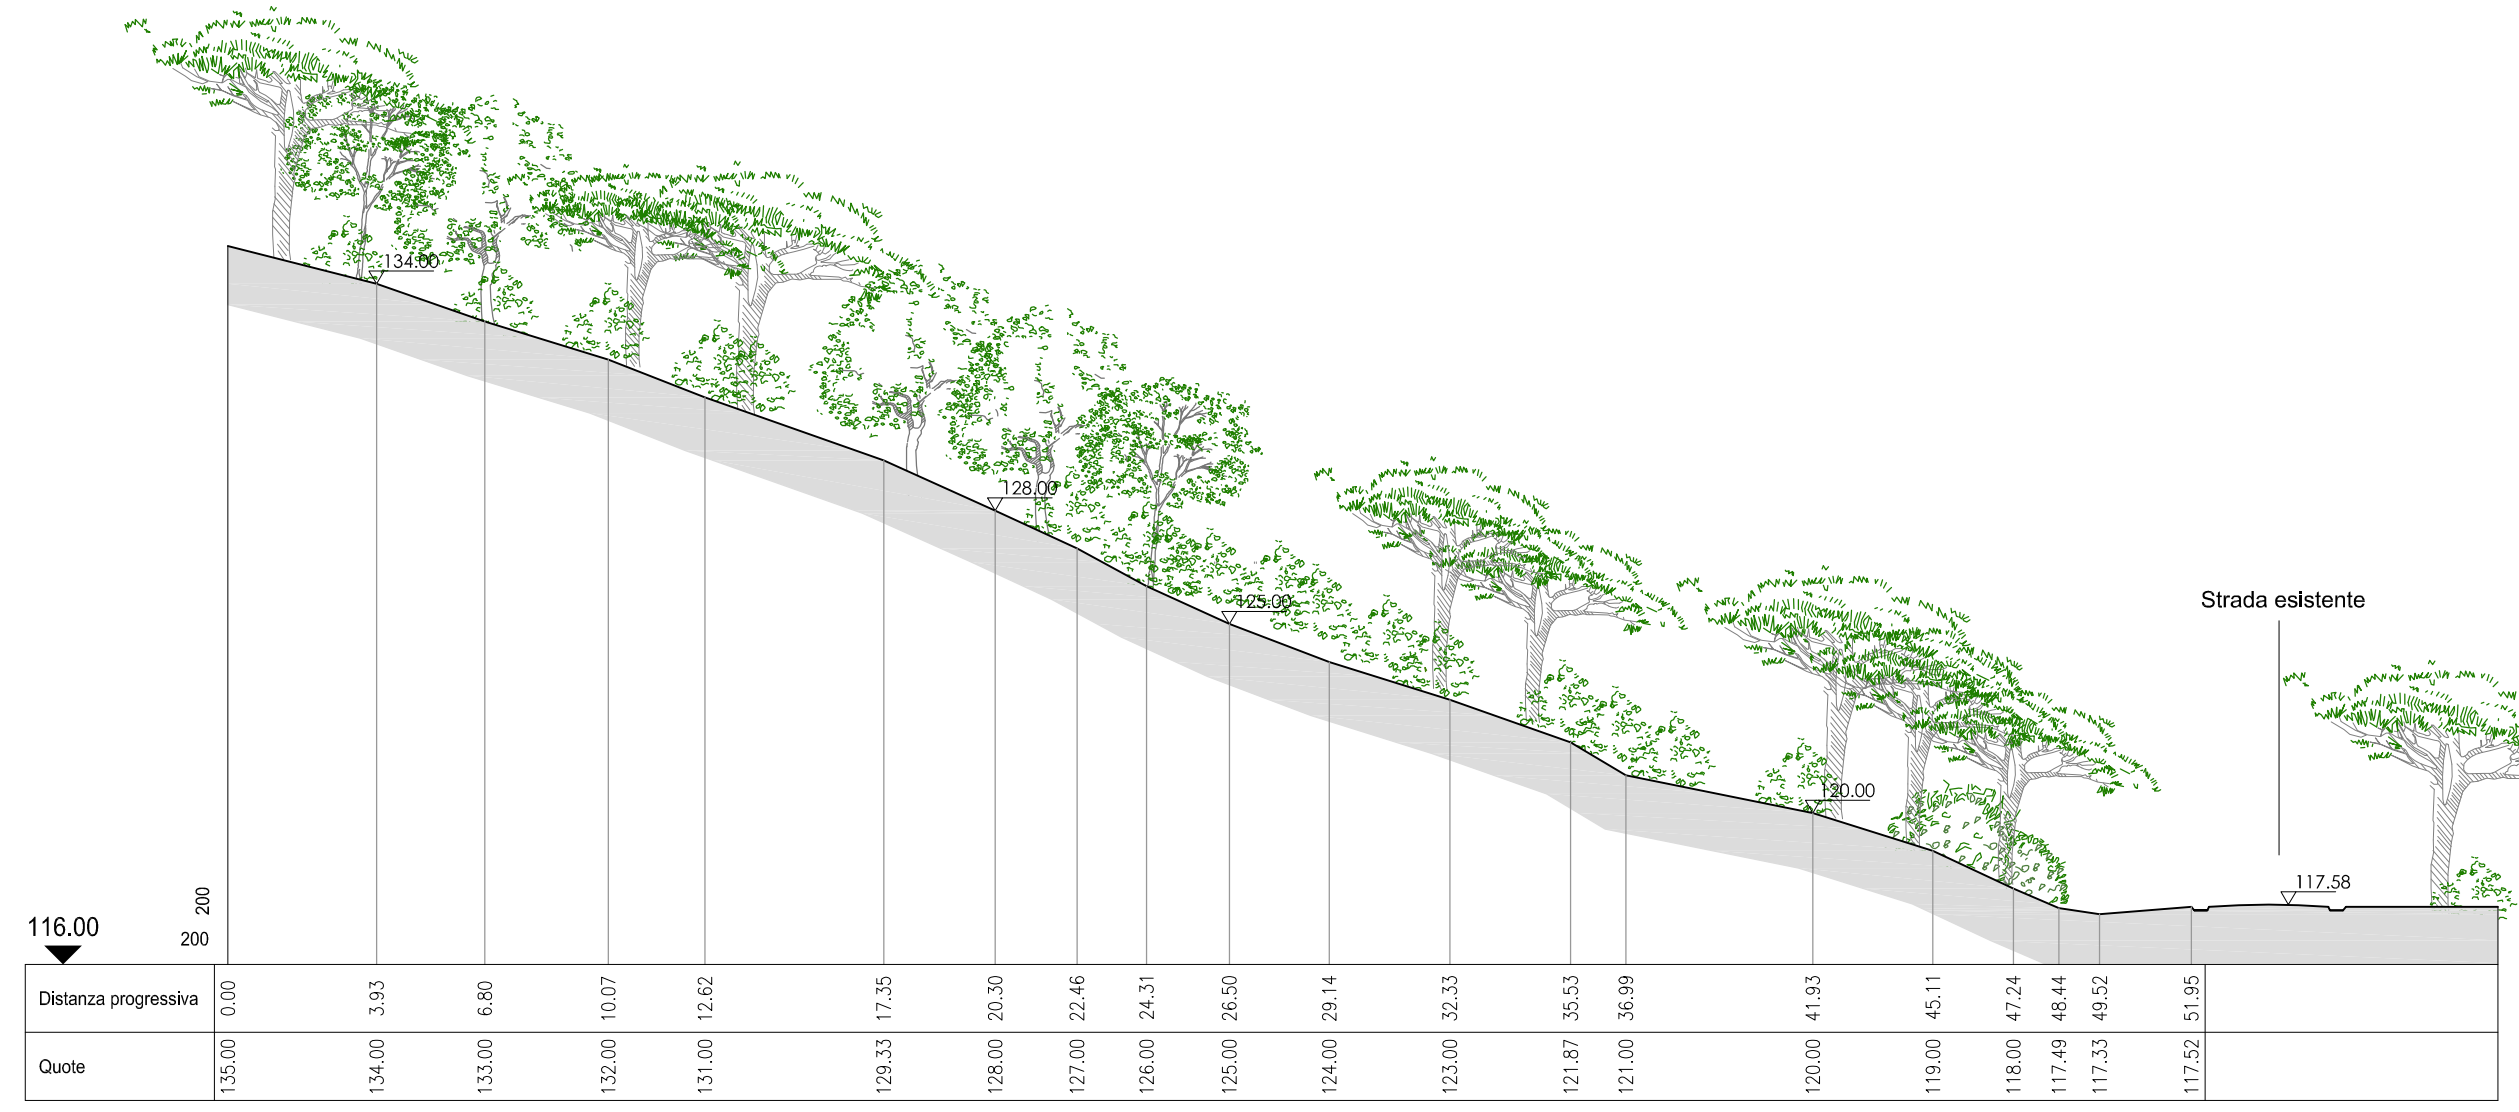 134.00
128.00
125.00
Strada esistente
120.00
117.58
200
116.00
200
Distanza progressiva 0.00 3.93 6.80 10.07 12.62 17.35 20.30 22.46 24.31 26.50 29.14 32.33 35.53 36.99 41.93 45.11 47.24 48.44 49.52 51.95
Quote 135.00 134.00 133.00 132.00 131.00 129.33 128.00 127.00 126.00 125.00 124.00 123.00 121.87 121.00 120.00 119.00 118.00 117.49 117.33 117.52